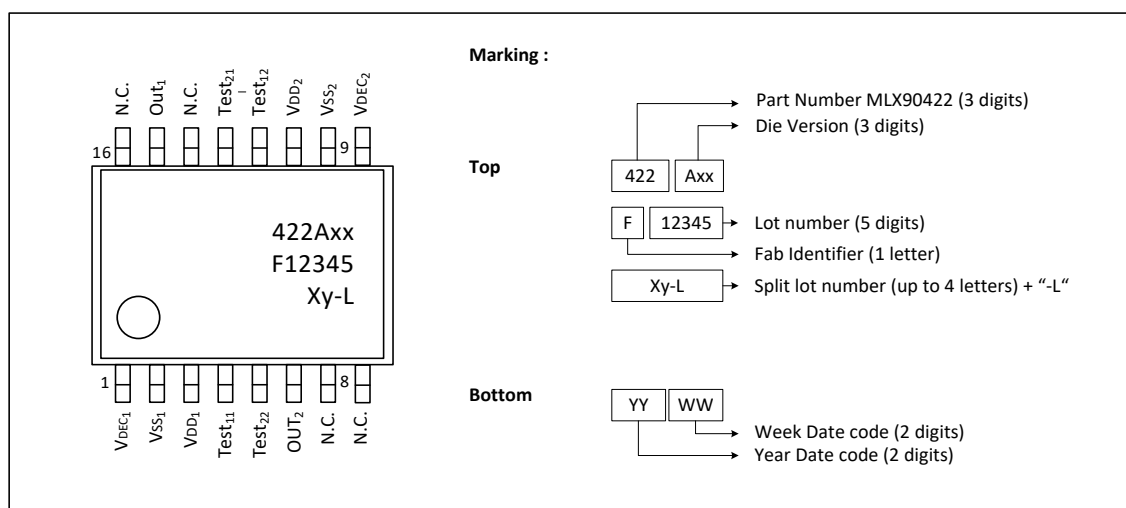 Marking :
N.C.
Out1
N.C.
Test21
Test12
VDD2
VSS2
VDEC2
16
9
422Axx
F12345
Xy-L
1
8
VDEC1
VSS1
VDD1
Test11
Test22
OUT2
N.C.
N.C.
Part Number MLX90422 (3 digits)
Die Version (3 digits)
Top
422 Axx
F 12345 Lot number (5 digits)
Fab Identifier (1 letter)
Xy-L Split lot number (up to 4 letters) + “-L“
Bottom
YY WW
Week Date code (2 digits)
Year Date code (2 digits)